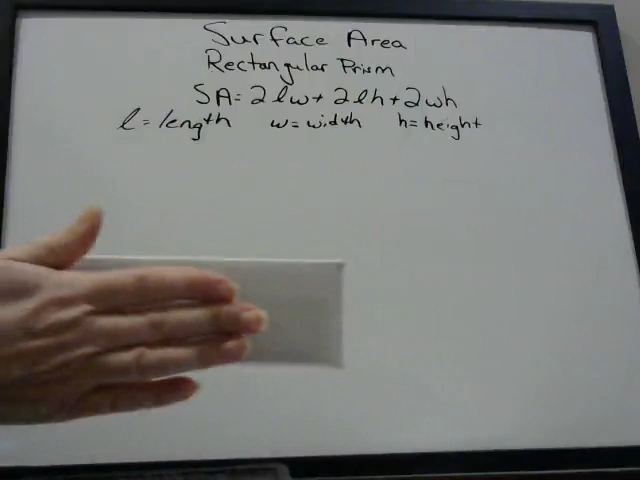 Surface Area
Rectangular Prism
SA=2lw+2lh+2wh
l=length w=width h=height